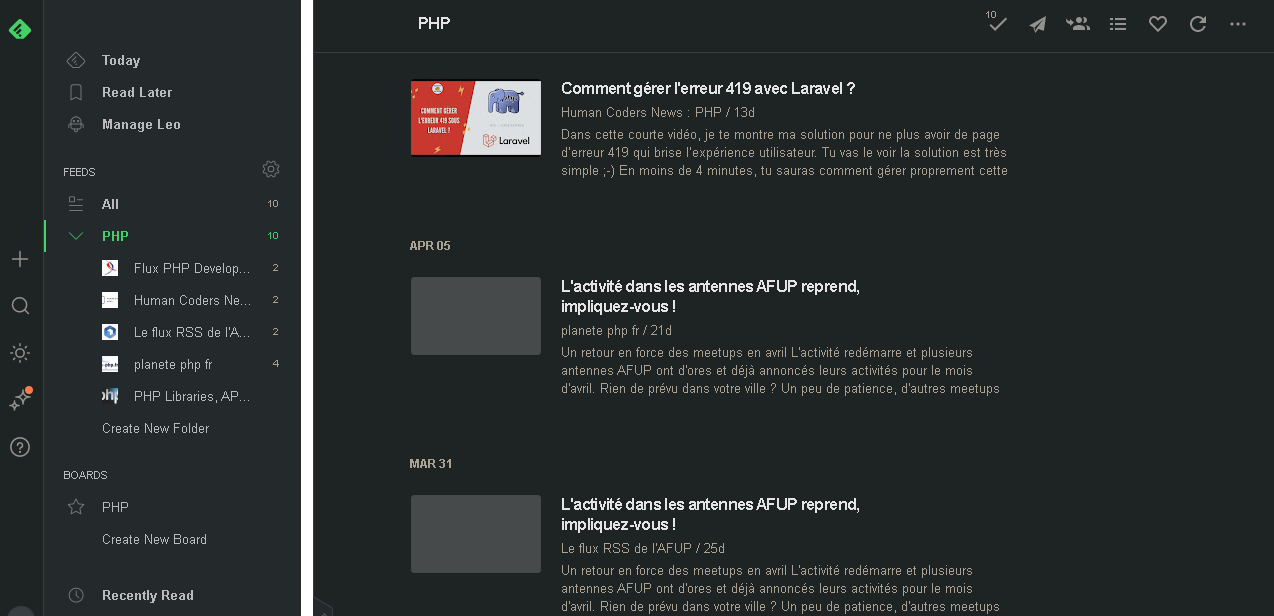 Today
Read Later
Manage Leo
FEEDS
All 10
PHP 10
Flux PHP Develop... 2
Human Coders Ne... 2
Le flux RSS de l'A... 2
planete php fr 4
PHP Libraries, AP...
Create New Folder
BOARDS
PHP
Create New Board
Recently Read
PHP
10
COMMENT GÉRER
L'ERREUR 419 SOUS
LARAVEL ?
php
Laravel
Comment gérer l'erreur 419 avec Laravel ?
Human Coders News : PHP / 13d
Dans cette courte vidéo, je te montre ma solution pour ne plus avoir de page
d'erreur 419 qui brise l'expérience utilisateur. Tu vas le voir la solution est très
simple ;-) En moins de 4 minutes, tu sauras comment gérer proprement cette
APR 05
L'activité dans les antennes AFUP reprend,
impliquez-vous !
planete php fr / 21d
Un retour en force des meetups en avril L'activité redémarre et plusieurs
antennes AFUP ont d'ores et déjà annoncés leurs activités pour le mois
d'avril. Rien de prévu dans votre ville ? Un peu de patience, d'autres meetups
MAR 31
L'activité dans les antennes AFUP reprend,
impliquez-vous !
Le flux RSS de l'AFUP / 25d
Un retour en force des meetups en avril L'activité redémarre et plusieurs
antennes AFUP ont d'ores et déjà annoncés leurs activités pour le mois
d'avril. Rien de prévu dans votre ville ? Un peu de patience, d'autres meetups